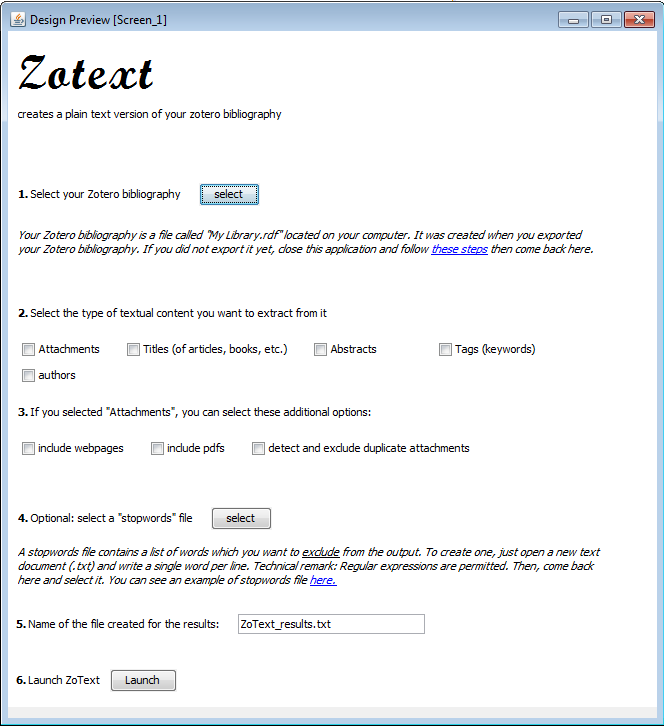 Design Preview [Screen_1]
Zotext
creates a plain text version of your zotero bibliography
1. Select your Zotero bibliography select
Your Zotero bibliography is a file called "My Library.rdf" located on your computer. It was created when you exported
your Zotero bibliography. If you did not export it yet, close this application and follow these steps then come back here.
2. Select the type of textual content you want to extract from it
Attachments Titles (of articles, books, etc.) Abstracts Tags (keywords)
authors
3. If you selected "Attachments", you can select these additional options:
include webpages include pdfs detect and exclude duplicate attachments
4. Optional: select a "stopwords" file select
A stopwords file contains a list of words which you want to exclude from the output. To create one, just open a new text
document (.txt) and write a single word per line. Technical remark: Regular expressions are permitted. Then, come back
here and select it. You can see an example of stopwords file here.
5. Name of the file created for the results: ZoText_results.txt
6. Launch ZoText Launch